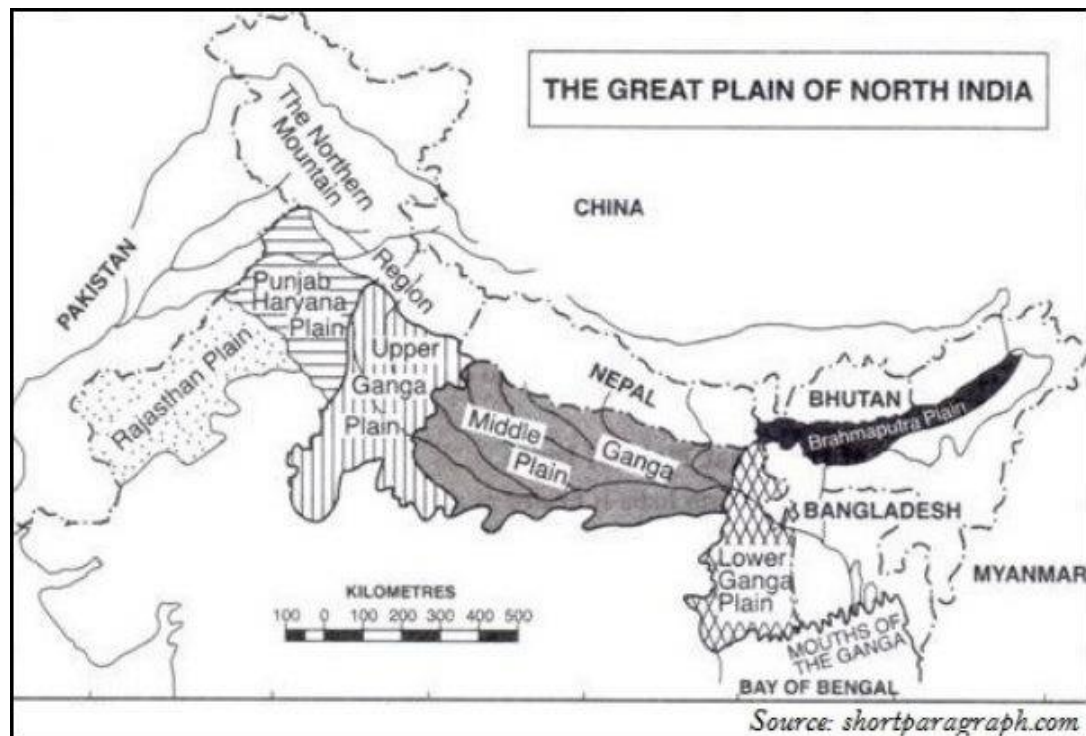 THE GREAT PLAIN OF NORTH INDIA
The Northern
Mountain
Region
CHINA
PAKISTAN
Punjab
Haryana
Plain
Rajasthan Plain
Upper
Ganga
Plain
NEPAL
Middle
Ganga
Plain
BHUTAN
Brahmaputra Plain
BANGLADESH
Lower
Ganga
Plain
MYANMAR
MOUTHS OF
THE GANGA
BAY OF BENGAL
KILOMETRES
100 0 100 200 300 400 500
Source: shortparagraph.com